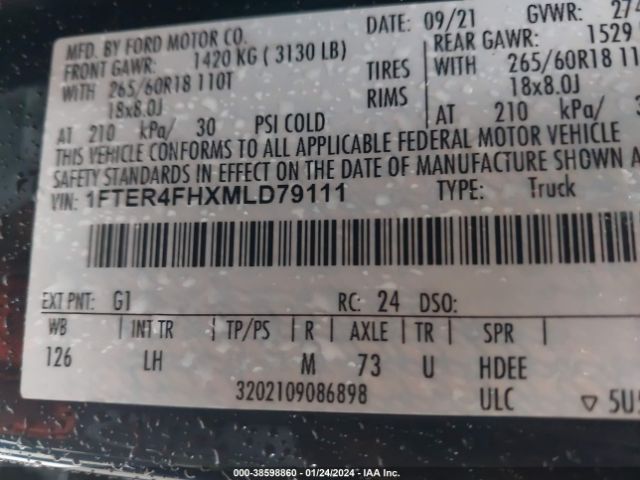 MFD. BY FORD MOTOR CO. DATE: 09/21 GVWR: 27
FRONT GAWR: 1420 KG ( 3130 LB) REAR GAWR: 1529
WITH 265/60R18 110T TIRES WITH 265/60R18 11
18x8.0J RIMS 18x8.0J
AT 210 kPa/ 30 PSI COLD AT 210 kPa/
THIS VEHICLE CONFORMS TO ALL APPLICABLE FEDERAL MOTOR VEHICLE
SAFETY STANDARDS IN EFFECT ON THE DATE OF MANUFACTURE SHOWN AB
VIN: 1FTER4FHXMLD79111 TYPE: Truck
EXT PNT: G1 RC: 24 DSO:
WB INT TR TP/PS R AXLE TR SPR
126 LH M 73 U HDEE
3202109086898 ULC ▽ 5U5
000-38598860 - 01/24/2024 - IAA Inc.